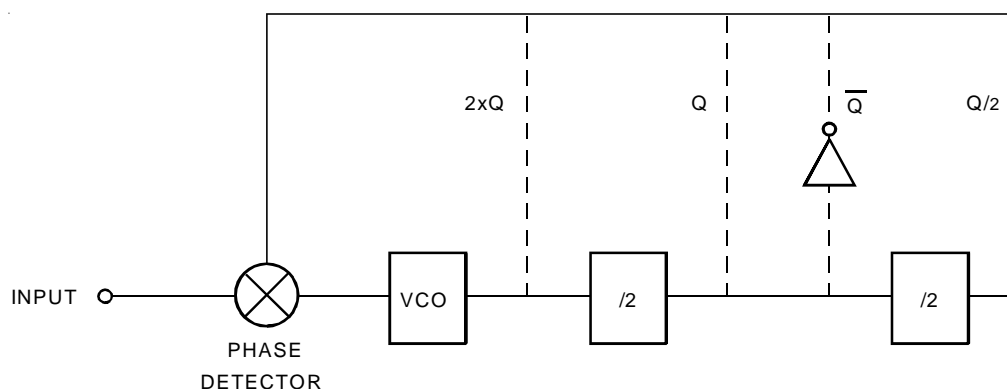 2xQ
Q
Q̅
Q/2
INPUT
VCO
/2
/2
PHASE
DETECTOR